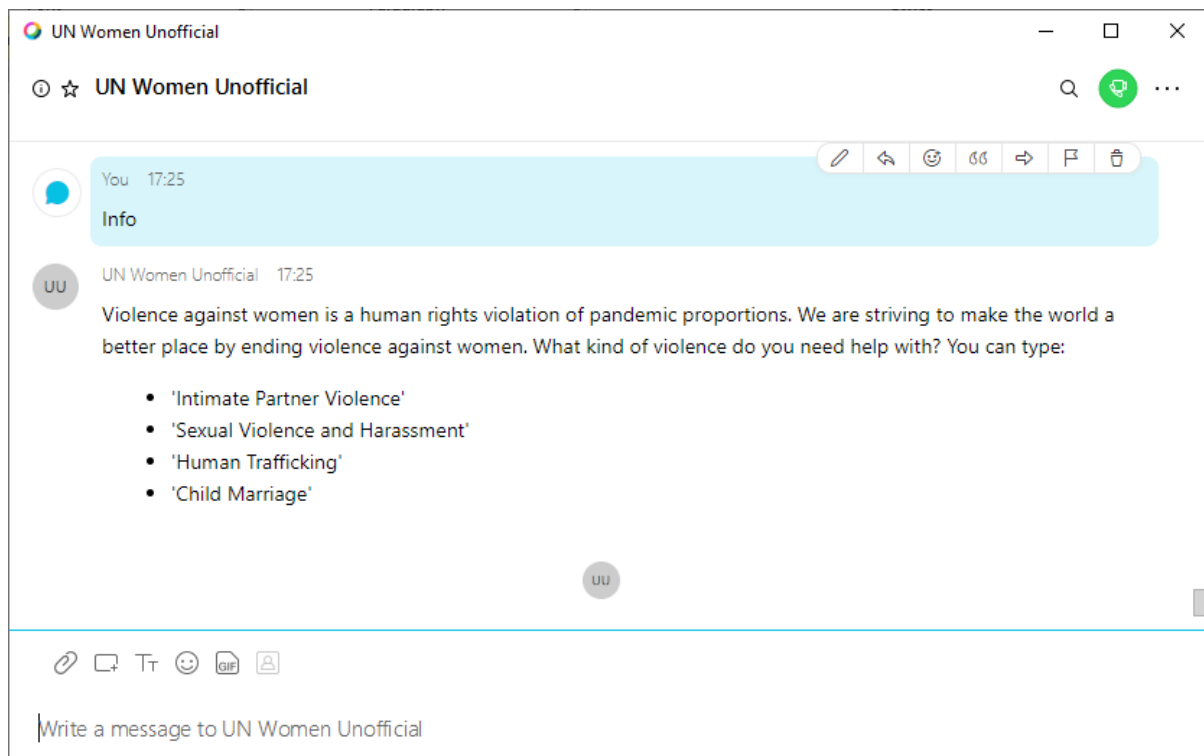 UN Women Unofficial
UN Women Unofficial
You 17:25
Info
UU
UN Women Unofficial 17:25
Violence against women is a human rights violation of pandemic proportions. We are striving to make the world a
better place by ending violence against women. What kind of violence do you need help with? You can type:
• 'Intimate Partner Violence'
• 'Sexual Violence and Harassment'
• 'Human Trafficking'
• 'Child Marriage'
UU
TT
GIF
Write a message to UN Women Unofficial